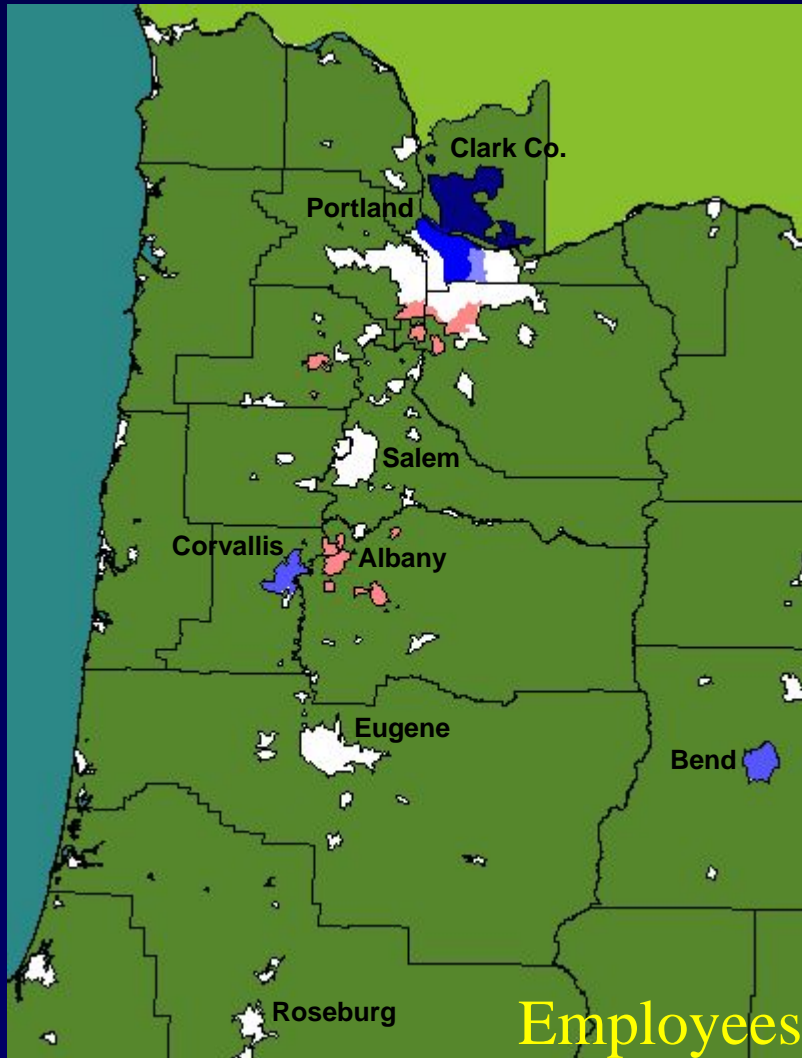 Clark Co.
Portland
Salem
Corvallis
Albany
Eugene
Bend
Roseburg
Employees